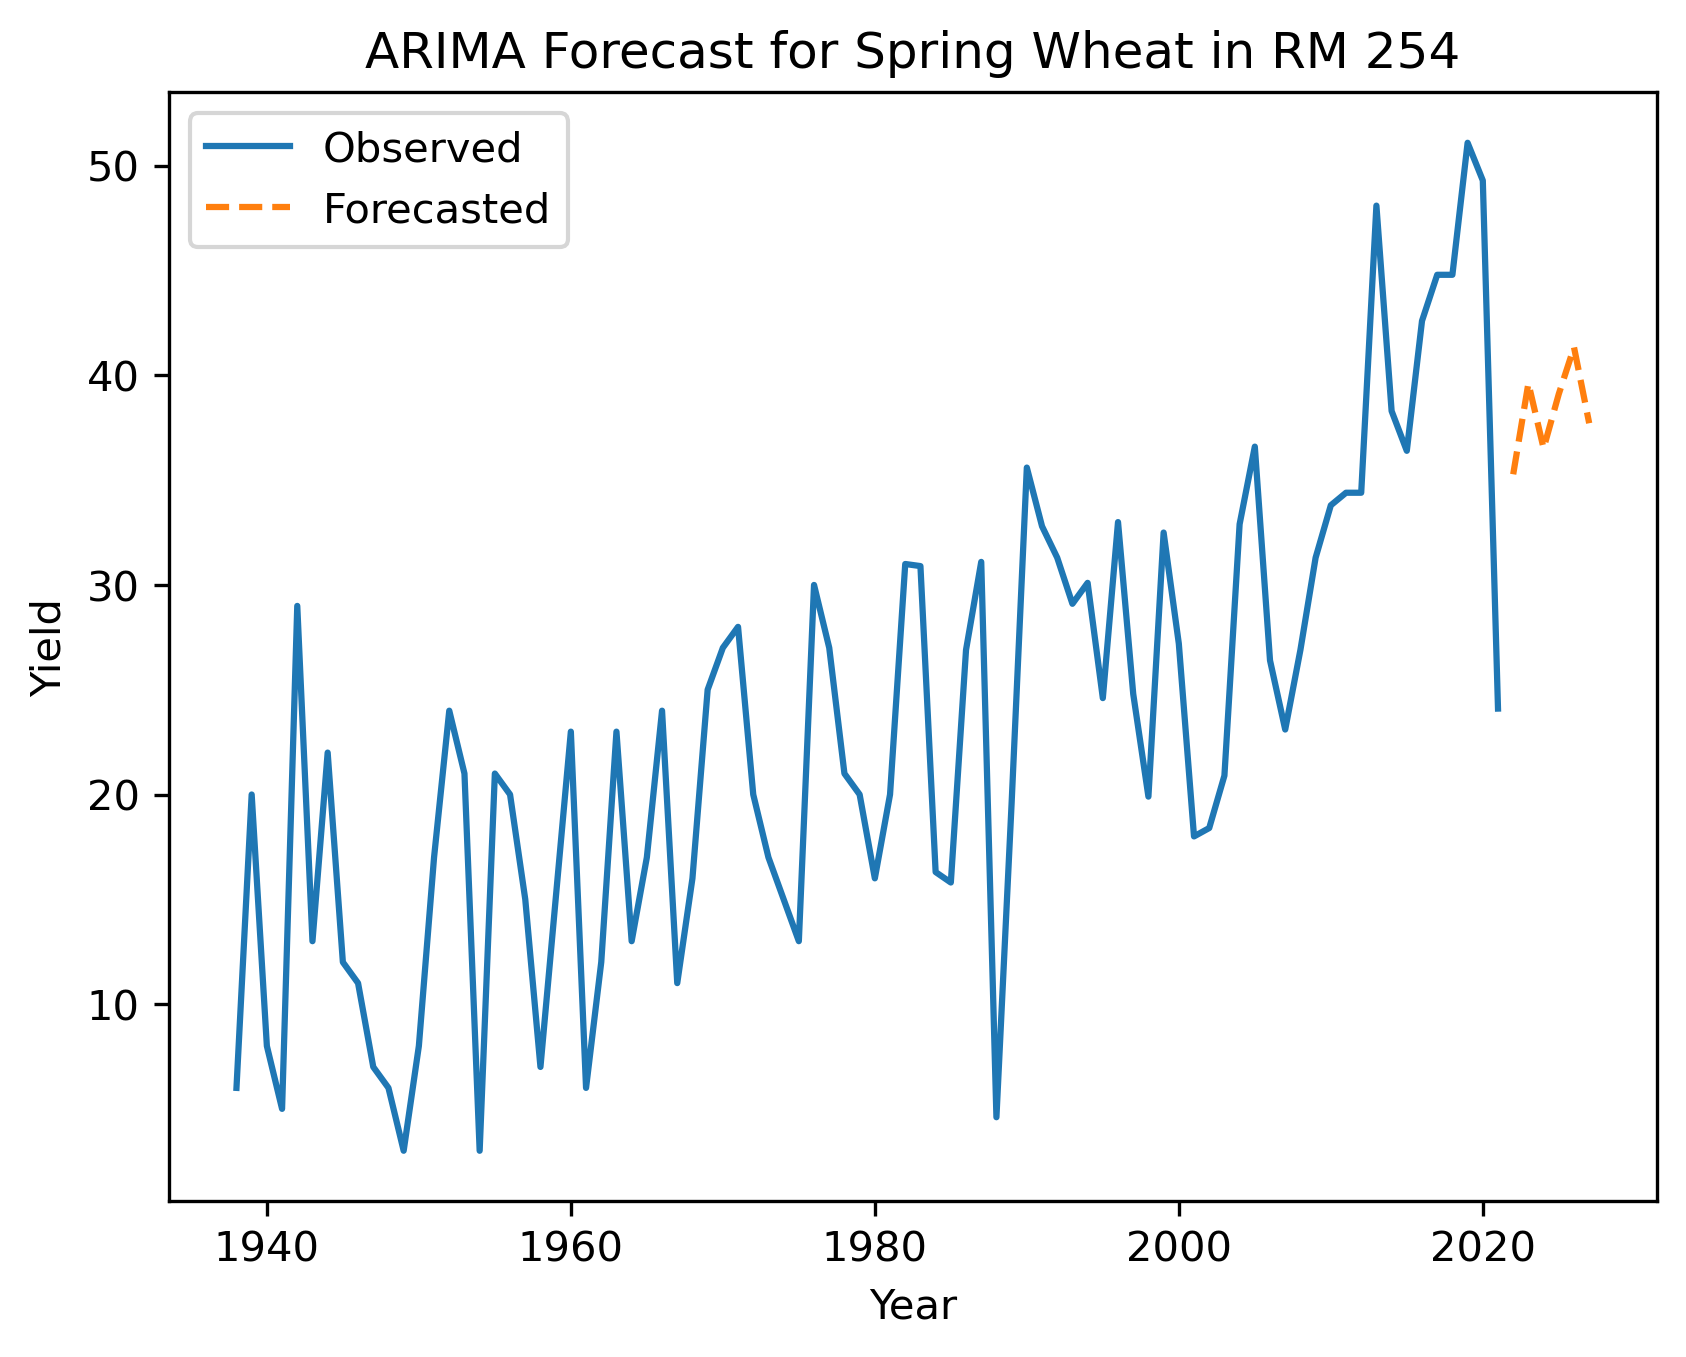 ARIMA Forecast for Spring Wheat in RM 254
Observed
Forecasted
50
40
30
20
10
Yield
1940 1960 1980 2000 2020
Year